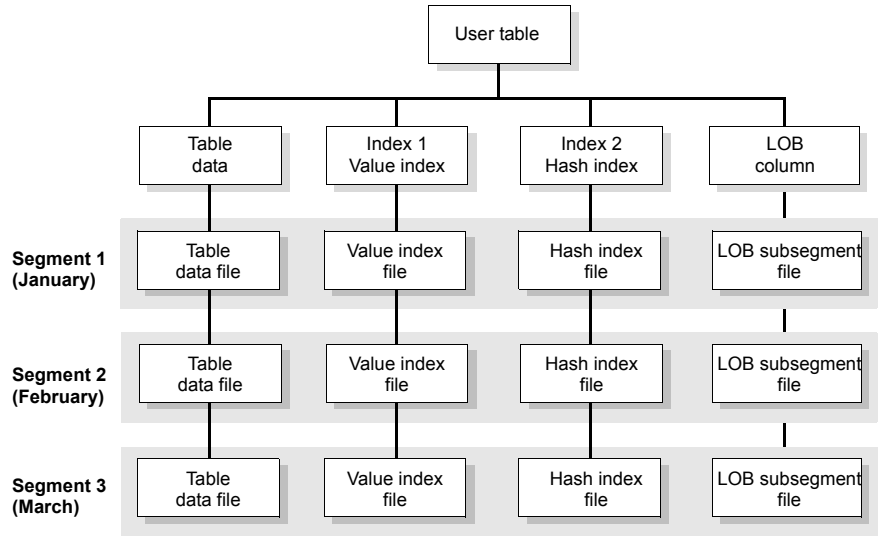 User table
Table
data
Index 1
Value index
Index 2
Hash index
LOB
column
Segment 1
(January)
Table
data file
Value index
file
Hash index
file
LOB subsegment
file
Segment 2
(February)
Table
data file
Value index
file
Hash index
file
LOB subsegment
file
Segment 3
(March)
Table
data file
Value index
file
Hash index
file
LOB subsegment
file